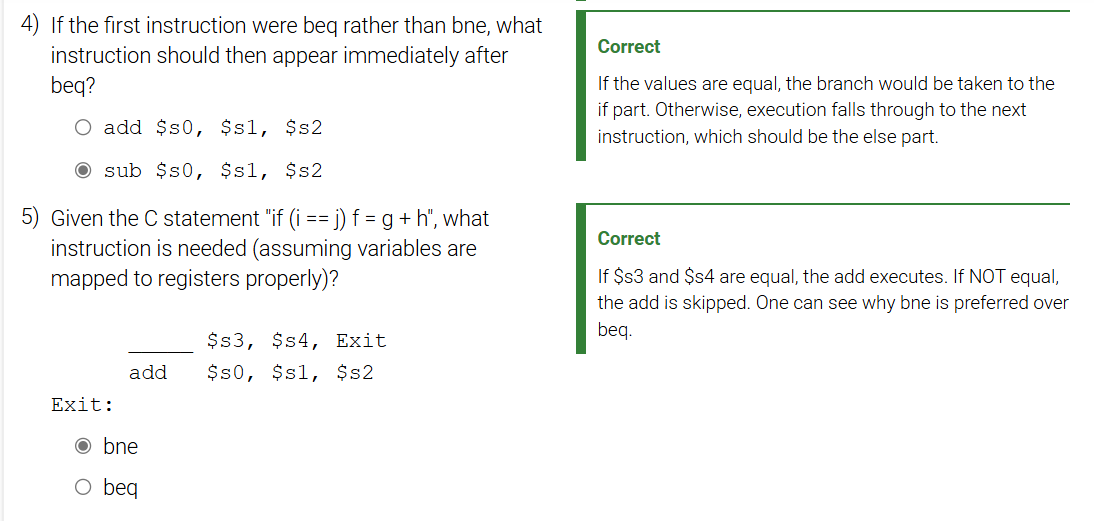 4) If the first instruction were beq rather than bne, what
instruction should then appear immediately after
beq?
add $s0, $s1, $s2
sub $s0, $s1, $s2
Correct
If the values are equal, the branch would be taken to the
if part. Otherwise, execution falls through to the next
instruction, which should be the else part.
5) Given the C statement "if (i == j) f = g + h", what
instruction is needed (assuming variables are
mapped to registers properly)?
_____ $s3, $s4, Exit
add $s0, $s1, $s2
Exit:
bne
beq
Correct
If $s3 and $s4 are equal, the add executes. If NOT equal,
the add is skipped. One can see why bne is preferred over
beq.